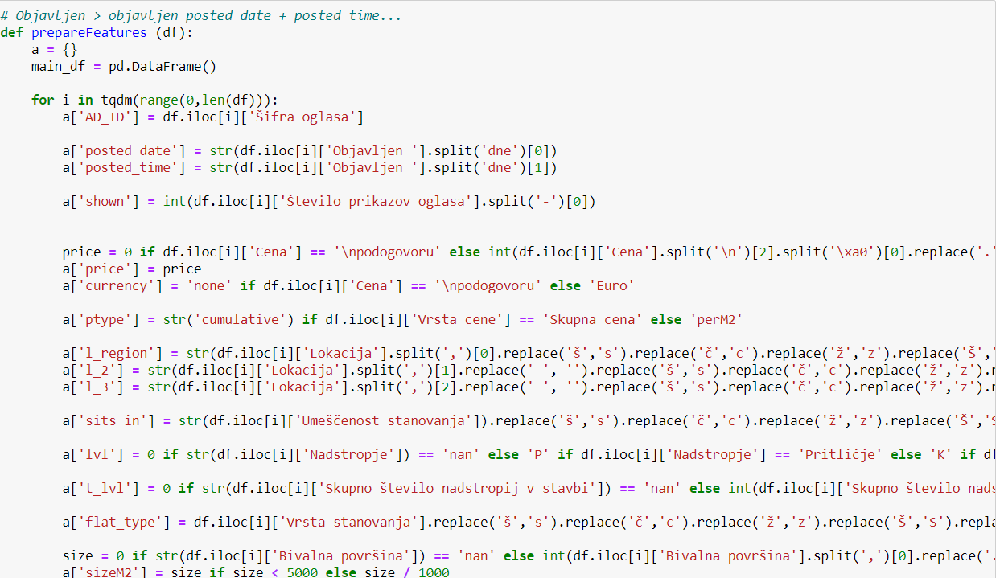 # Objavljen > objavljen posted_date + posted_time...
def prepareFeatures (df):
    a = {}
    main_df = pd.DataFrame()

    for i in tqdm(range(0,len(df))):
        a['AD_ID'] = df.iloc[i]['Šifra oglasa']

        a['posted_date'] = str(df.iloc[i]['Objavljen '].split('dne')[0])
        a['posted_time'] = str(df.iloc[i]['Objavljen '].split('dne')[1])

        a['shown'] = int(df.iloc[i]['Število prikazov oglasa'].split('-')[0])

        price = 0 if df.iloc[i]['Cena'] == '\npodogovoru' else int(df.iloc[i]['Cena'].split('\n')[2].split('\xa0')[0].replace('.'
        a['price'] = price
        a['currency'] = 'none' if df.iloc[i]['Cena'] == '\npodogovoru' else 'Euro'

        a['ptype'] = str('cumulative') if df.iloc[i]['Vrsta cene'] == 'Skupna cena' else 'perM2'

        a['l_region'] = str(df.iloc[i]['Lokacija'].split(',')[0].replace('š','s').replace('č','c').replace('ž','z').replace('Š','
        a['l_2'] = str(df.iloc[i]['Lokacija'].split(',')[1].replace(' ', '').replace('š','s').replace('č','c').replace('ž','z').r
        a['l_3'] = str(df.iloc[i]['Lokacija'].split(',')[2].replace(' ', '').replace('š','s').replace('č','c').replace('ž','z').r

        a['sits_in'] = str(df.iloc[i]['Umeščenost stanovanja']).replace('š','s').replace('č','c').replace('ž','z').replace('Š','S

        a['lvl'] = 0 if str(df.iloc[i]['Nadstropje']) == 'nan' else 'P' if df.iloc[i]['Nadstropje'] == 'Pritličje' else 'K' if df

        a['t_lvl'] = 0 if str(df.iloc[i]['Skupno število nadstropij v stavbi']) == 'nan' else int(df.iloc[i]['Skupno število nads

        a['flat_type'] = df.iloc[i]['Vrsta stanovanja'].replace('š','s').replace('č','c').replace('ž','z').replace('Š','S').repla

        size = 0 if str(df.iloc[i]['Bivalna površina']) == 'nan' else int(df.iloc[i]['Bivalna površina'].split(',')[0].replace('.
        a['sizeM2'] = size if size < 5000 else size / 1000